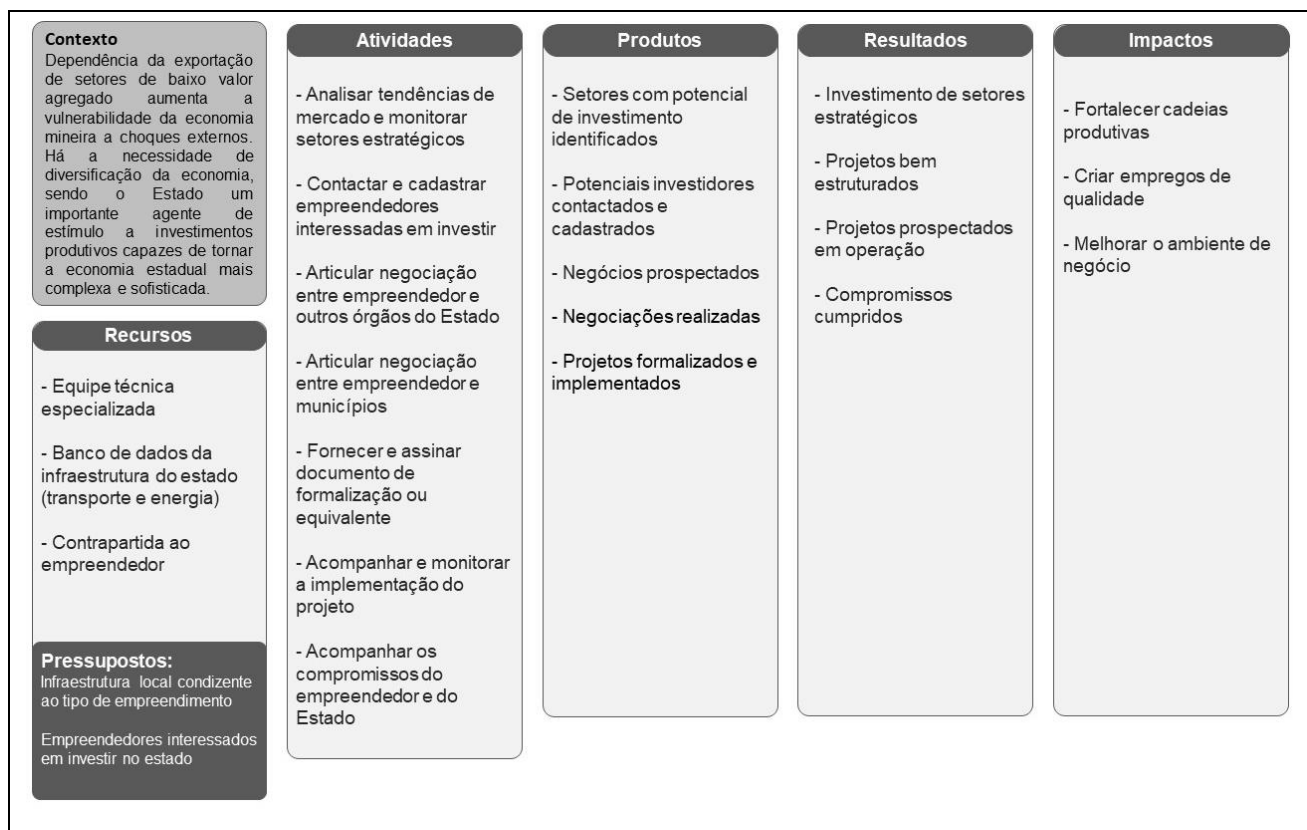 Contexto
Dependência da exportação
de setores de baixo valor
agregado aumenta a
vulnerabilidade da economia
mineira a choques externos.
Há a necessidade de
diversificação da economia,
sendo o Estado um
importante agente de
estímulo a investimentos
produtivos capazes de tornar
a economia estadual mais
complexa e sofisticada.
Recursos
- Equipe técnica
especializada
- Banco de dados da
infraestrutura do estado
(transporte e energia)
- Contrapartida ao
empreendedor
Pressupostos:
Infraestrutura local condizente
ao tipo de empreendimento
Empreendedores interessados
em investir no estado
Atividades
- Analisar tendências de
mercado e monitorar
setores estratégicos
- Contactar e cadastrar
empreendedores
interessadas em investir
- Articular negociação
entre empreendedor e
outros órgãos do Estado
- Articular negociação
entre empreendedor e
municípios
- Fornecer e assinar
documento de
formalização ou
equivalente
- Acompanhar e monitorar
a implementação do
projeto
- Acompanhar os
compromissos do
empreendedor e do
Estado
Produtos
- Setores com potencial
de investimento
identificados
- Potenciais investidores
contactados e
cadastrados
- Negócios prospectados
- Negociações realizadas
- Projetos formalizados e
implementados
Resultados
- Investimento de setores
estratégicos
- Projetos bem
estruturados
- Projetos prospectados
em operação
- Compromissos
cumpridos
Impactos
- Fortalecer cadeias
produtivas
- Criar empregos de
qualidade
- Melhorar o ambiente de
negócio